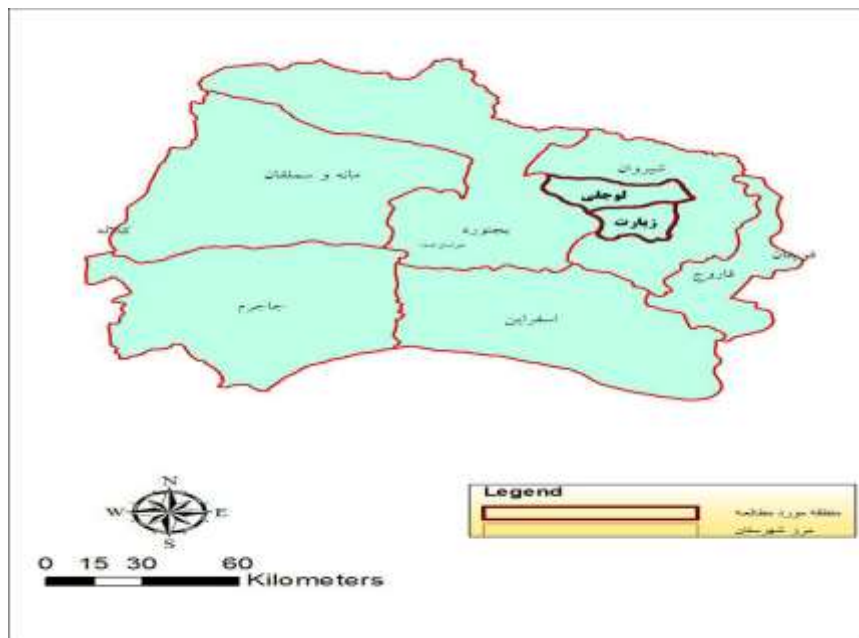 شیروان
مانه و سملقان
لوجلی
زیارت
بجنورد
فاروج
جاجرم
اسفراین
N
W
E
S
0 15 30 60
Kilometers
Legend
منطقه مورد مطالعه
مرز شهرستان